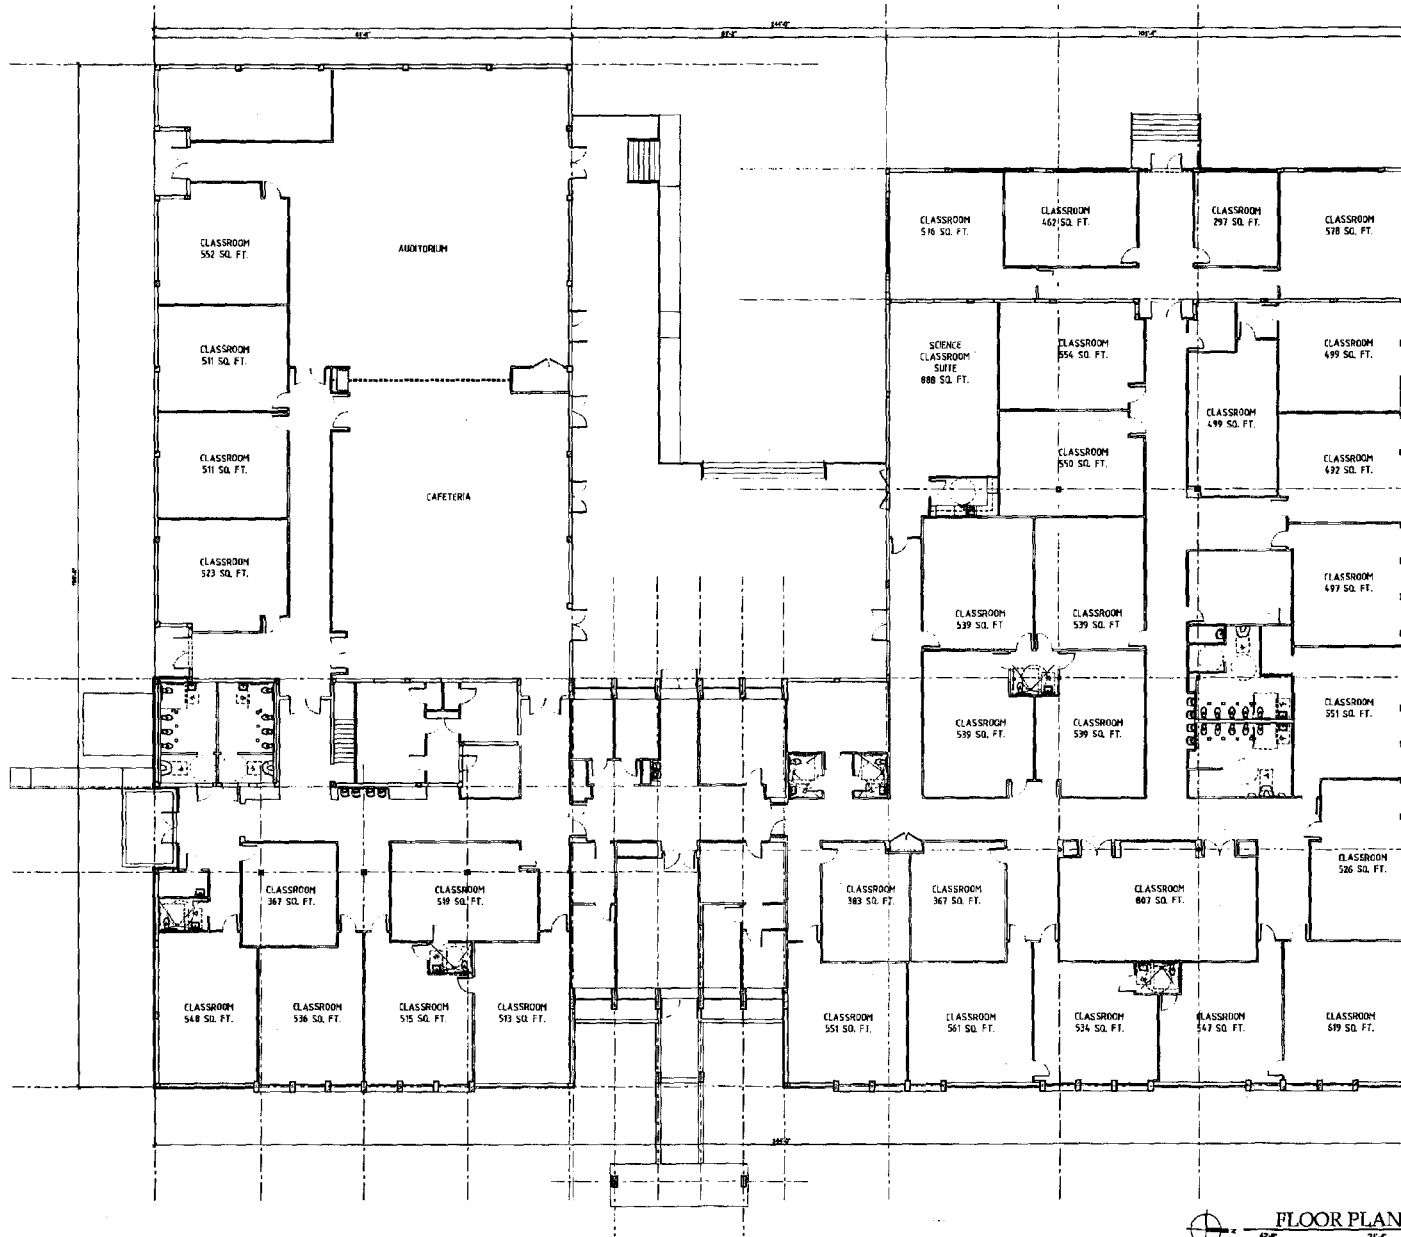 CLASSROOM
516 SQ. FT.
CLASSROOM
462 SQ. FT.
CLASSROOM
297 SQ. FT.
CLASSROOM
578 SQ. FT.
CLASSROOM
552 SQ. FT.
AUDITORIUM
CLASSROOM
511 SQ. FT.
SCIENCE
CLASSROOM
SUITE
888 SQ. FT.
CLASSROOM
554 SQ. FT.
CLASSROOM
499 SQ. FT.
CLASSROOM
499 SQ. FT.
CLASSROOM
511 SQ. FT.
CLASSROOM
550 SQ. FT.
CLASSROOM
492 SQ. FT.
CAFETERIA
CLASSROOM
523 SQ. FT.
CLASSROOM
497 SQ. FT.
CLASSROOM
539 SQ. FT.
CLASSROOM
539 SQ. FT.
CLASSROOM
551 SQ. FT.
CLASSROOM
539 SQ. FT.
CLASSROOM
539 SQ. FT.
CLASSROOM
526 SQ. FT.
CLASSROOM
367 SQ. FT.
CLASSROOM
519 SQ. FT.
CLASSROOM
383 SQ. FT.
CLASSROOM
367 SQ. FT.
CLASSROOM
807 SQ. FT.
CLASSROOM
548 SQ. FT.
CLASSROOM
536 SQ. FT.
CLASSROOM
515 SQ. FT.
CLASSROOM
513 SQ. FT.
CLASSROOM
551 SQ. FT.
CLASSROOM
561 SQ. FT.
CLASSROOM
534 SQ. FT.
CLASSROOM
547 SQ. FT.
CLASSROOM
619 SQ. FT.
FLOOR PLAN